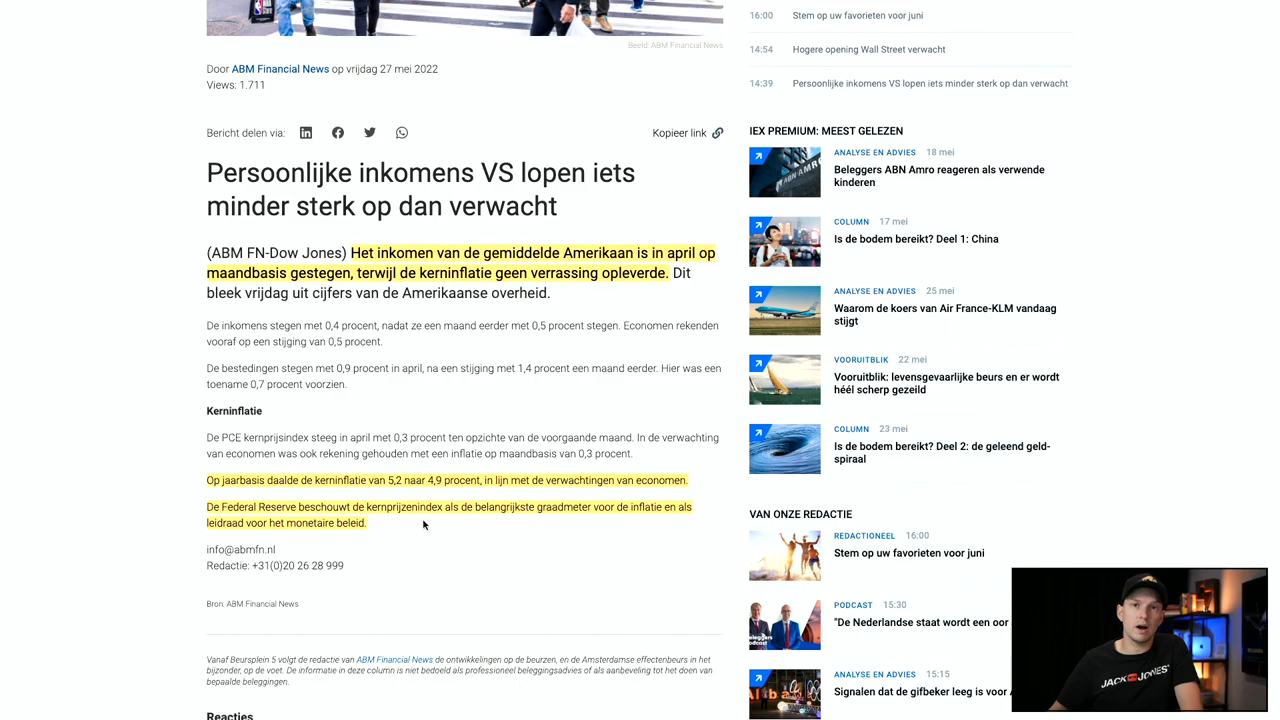 Beeld: ABM Financial News
Door ABM Financial News op vrijdag 27 mei 2022
Views: 1.711
Bericht delen via:
Kopieer link
Persoonlijke inkomens VS lopen iets
minder sterk op dan verwacht
(ABM FN-Dow Jones) Het inkomen van de gemiddelde Amerikaan is in april op
maandbasis gestegen, terwijl de kerninflatie geen verrassing opleverde. Dit
bleek vrijdag uit cijfers van de Amerikaanse overheid.
De inkomens stegen met 0,4 procent, nadat ze een maand eerder met 0,5 procent stegen. Economen rekenden
vooraf op een stijging van 0,5 procent.
De bestedingen stegen met 0,9 procent in april, na een stijging met 1,4 procent een maand eerder. Hier was een
toename 0,7 procent voorzien.
Kerninflatie
De PCE kernprijsindex steeg in april met 0,3 procent ten opzichte van de voorgaande maand. In de verwachting
van economen was ook rekening gehouden met een inflatie op maandbasis van 0,3 procent.
Op jaarbasis daalde de kerninflatie van 5,2 naar 4,9 procent, in lijn met de verwachtingen van economen.
De Federal Reserve beschouwt de kernprijzenindex als de belangrijkste graadmeter voor de inflatie en als
leidraad voor het monetaire beleid.
info@abmfn.nl
Redactie: +31(0)20 26 28 999
Bron: ABM Financial News
Vanaf Beursplein 5 volgt de redactie van ABM Financial News de ontwikkelingen op de beurzen, en de Amsterdamse effectenbeurs in het
bijzonder, op de voet. De informatie in deze column is niet bedoeld als professioneel beleggingsadvies of als aanbeveling tot het doen van
bepaalde beleggingen.
Reacties
16:00 Stem op uw favorieten voor juni
14:54 Hogere opening Wall Street verwacht
14:39 Persoonlijke inkomens VS lopen iets minder sterk op dan verwacht
IEX PREMIUM: MEEST GELEZEN
ABN AMRO
ANALYSE EN ADVIES 18 mei
Beleggers ABN Amro reageren als verwende
kinderen
COLUMN 17 mei
Is de bodem bereikt? Deel 1: China
ANALYSE EN ADVIES 25 mei
Waarom de koers van Air France-KLM vandaag
stijgt
VOORUITBLIK 22 mei
Vooruitblik: levensgevaarlijke beurs en er wordt
héél scherp gezeild
COLUMN 23 mei
Is de bodem bereikt? Deel 2: de geleend geld-
spiraal
VAN ONZE REDACTIE
REDACTIONEEL 16:00
Stem op uw favorieten voor juni
PODCAST 15:30
"De Nederlandse staat wordt een oor
ANALYSE EN ADVIES 15:15
Signalen dat de gifbeker leeg is voor A
JACK JONES